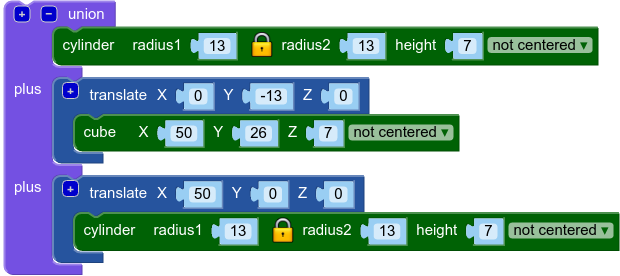 + − union
cylinder radius1 13 radius2 13 height 7 not centered ▾
plus + translate X 0 Y -13 Z 0
cube X 50 Y 26 Z 7 not centered ▾
plus + translate X 50 Y 0 Z 0
cylinder radius1 13 radius2 13 height 7 not centered ▾